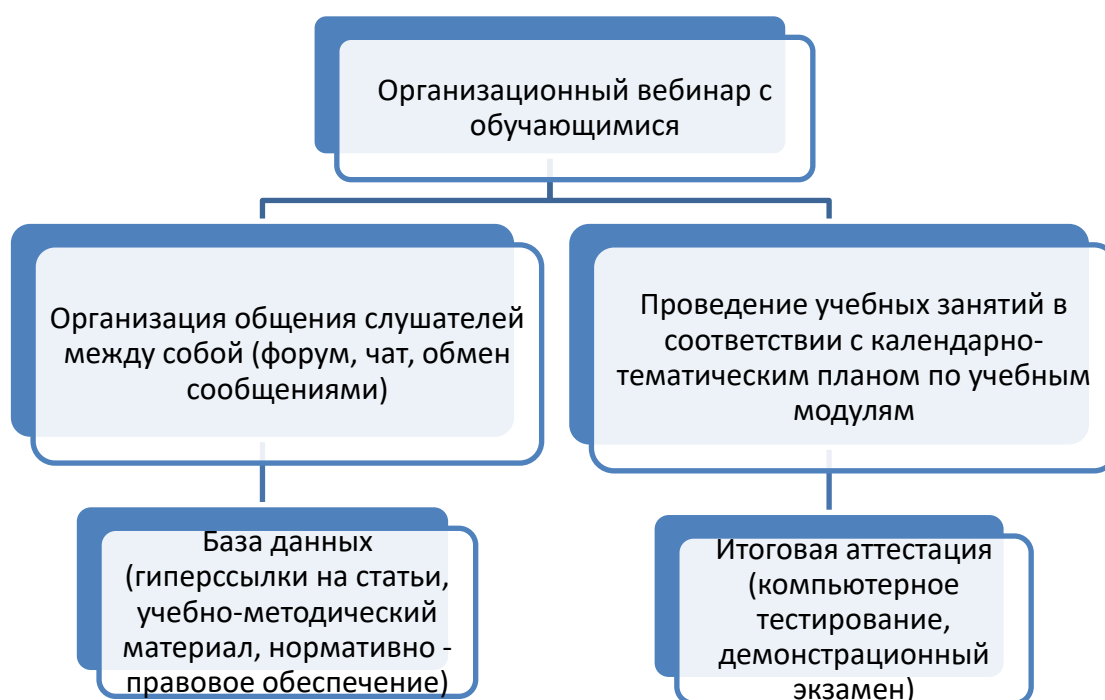 Организационный вебинар с
обучающимися
Организация общения слушателей
между собой (форум, чат, обмен
сообщениями)
Проведение учебных занятий в
соответствии с календарно-
тематическим планом по учебным
модулям
База данных
(гиперссылки на статьи,
учебно-методический
материал, нормативно -
правовое обеспечение)
Итоговая аттестация
(компьютерное
тестирование,
демонстрационный
экзамен)